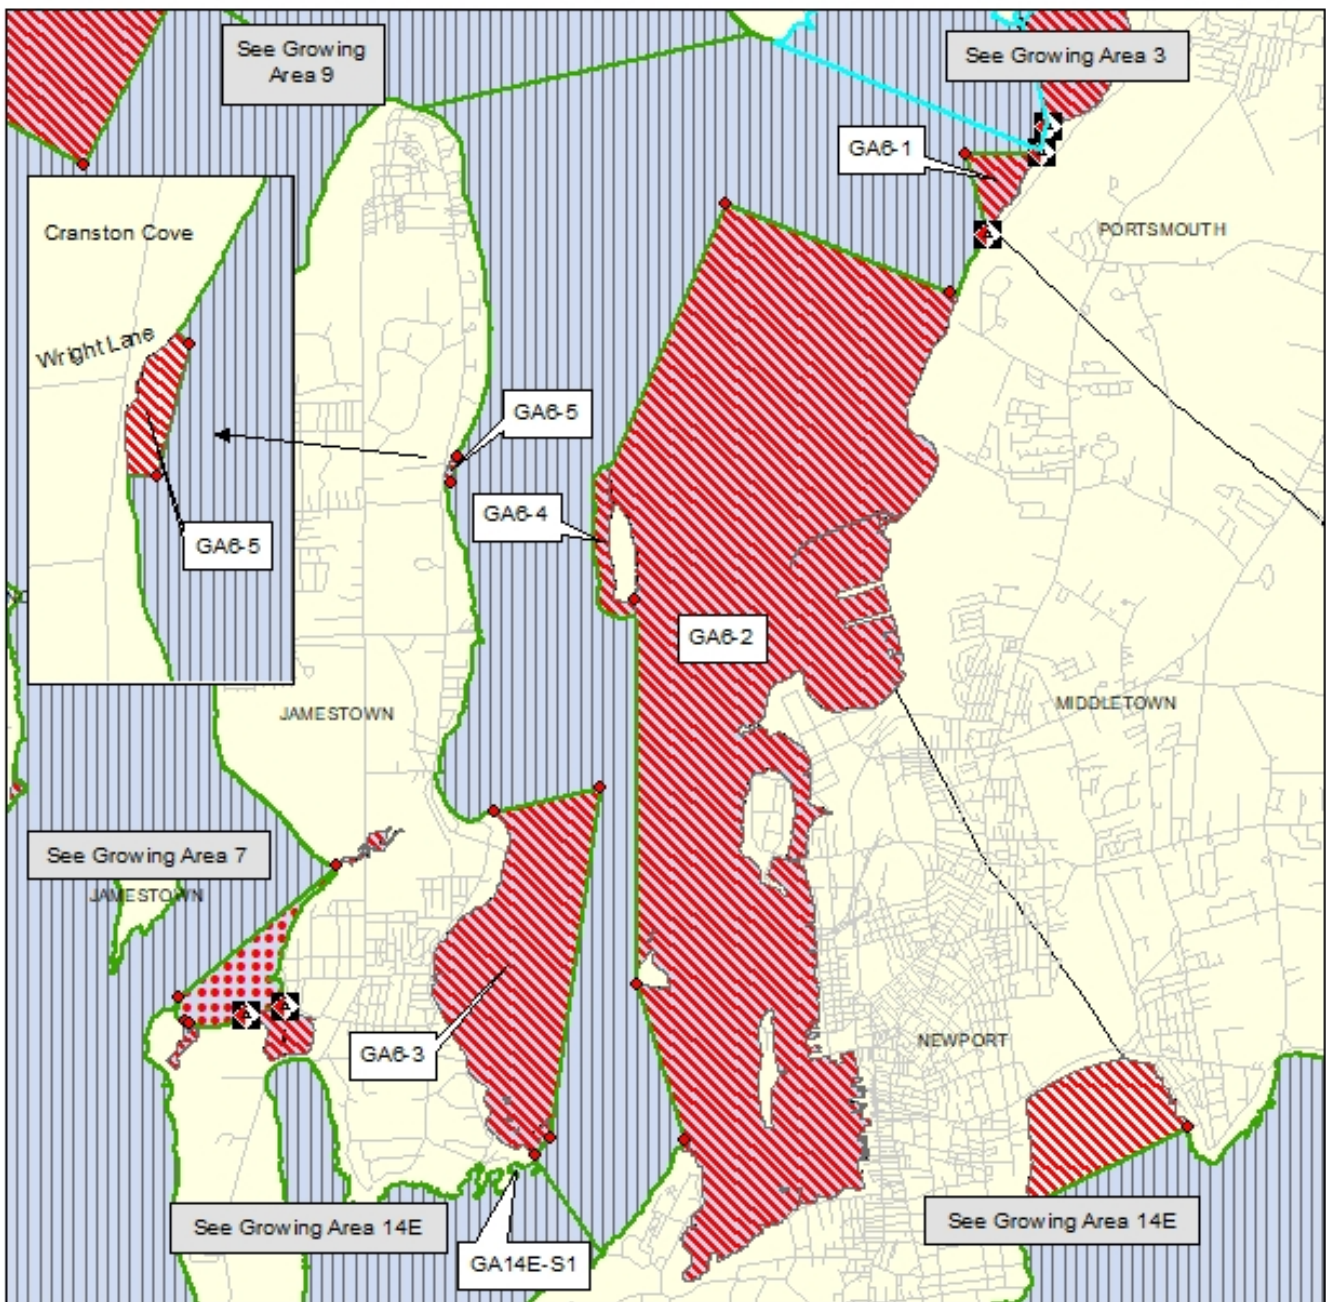 See Growing
Area 9
See Growing Area 3
GA6-1
PORTSMOUTH
Cranston Cove
Wright Lane
GA6-5
GA6-5
GA6-4
GA6-2
JAMESTOWN
MIDDLETOWN
See Growing Area 7
JAMESTOWN
GA6-3
NEWPORT
See Growing Area 14E
See Growing Area 14E
GA14E-S1